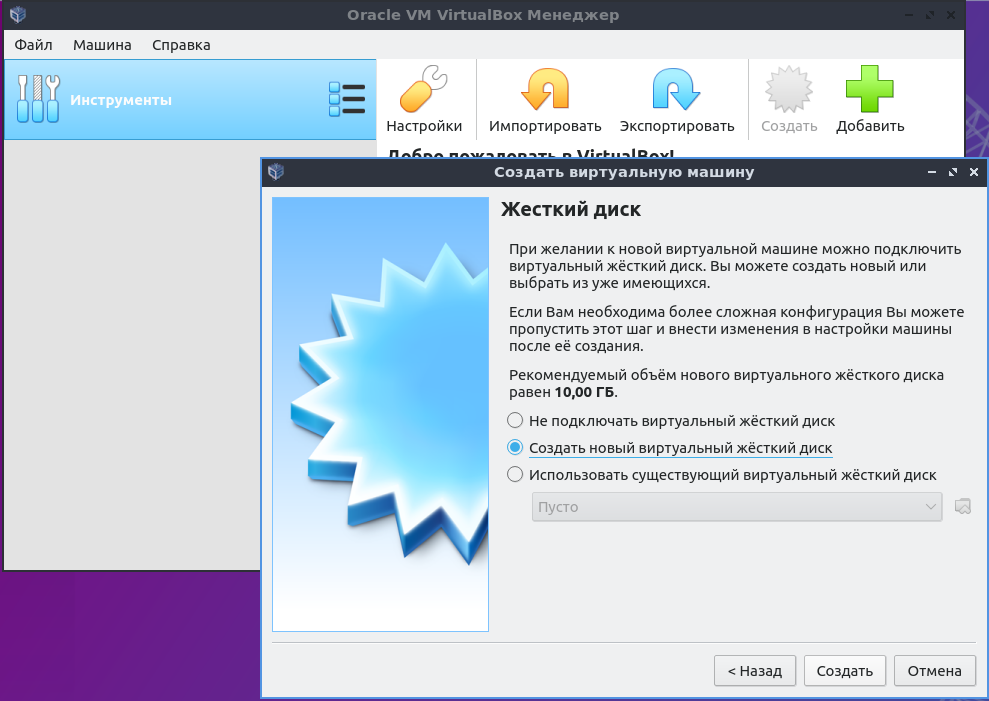 Oracle VM VirtualBox Менеджер
Файл Машина Справка
Инструменты
Настройки Импортировать Экспортировать Создать Добавить
Добро пожаловать в VirtualBox!
Создать виртуальную машину
Жесткий диск
При желании к новой виртуальной машине можно подключить
виртуальный жёсткий диск. Вы можете создать новый или
выбрать из уже имеющихся.
Если Вам необходима более сложная конфигурация Вы можете
пропустить этот шаг и внести изменения в настройки машины
после её создания.
Рекомендуемый объём нового виртуального жёсткого диска
равен 10,00 ГБ.
Не подключать виртуальный жёсткий диск
Создать новый виртуальный жёсткий диск
Использовать существующий виртуальный жёсткий диск
Пусто
< Назад Создать Отмена